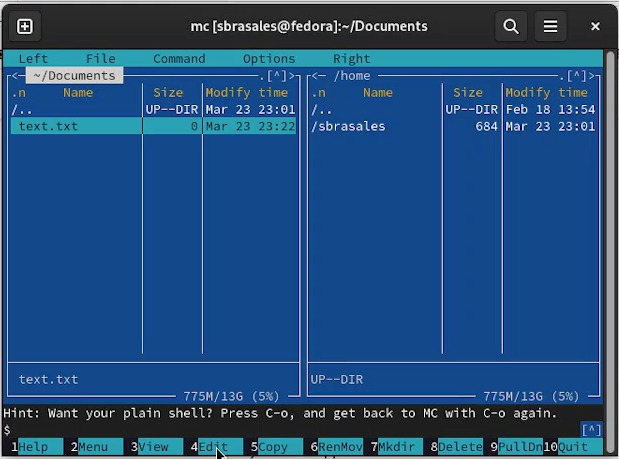 mc [sbrasales@fedora]:~/Documents
Left File Command Options Right
<─ ~/Documents .[^]>
<─ /home .[^]>
.n Name Size Modify time
/.. UP--DIR Mar 23 23:01
text.txt 0 Mar 23 23:22
.n Name Size Modify time
/.. UP--DIR Feb 18 13:54
/sbrasales 684 Mar 23 23:01
text.txt
775M/13G (5%)
UP--DIR
775M/13G (5%)
Hint: Want your plain shell? Press C-o, and get back to MC with C-o again.
$ [^]
1Help 2Menu 3View 4Edit 5Copy 6RenMov 7Mkdir 8Delete 9PullDn 10Quit